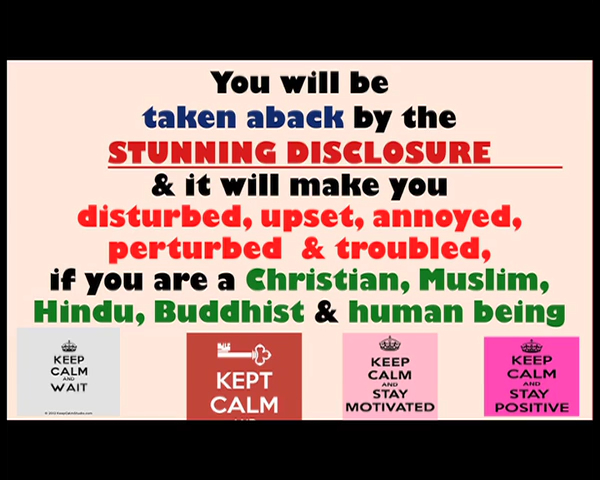 You will be
taken aback by the
STUNNING DISCLOSURE
& it will make you
disturbed, upset, annoyed,
perturbed & troubled,
if you are a Christian, Muslim,
Hindu, Buddhist & human being
KEEP
CALM
AND
WAIT
KEPT
CALM
AND
KEEP
CALM
AND
STAY
MOTIVATED
KEEP
CALM
AND
STAY
POSITIVE